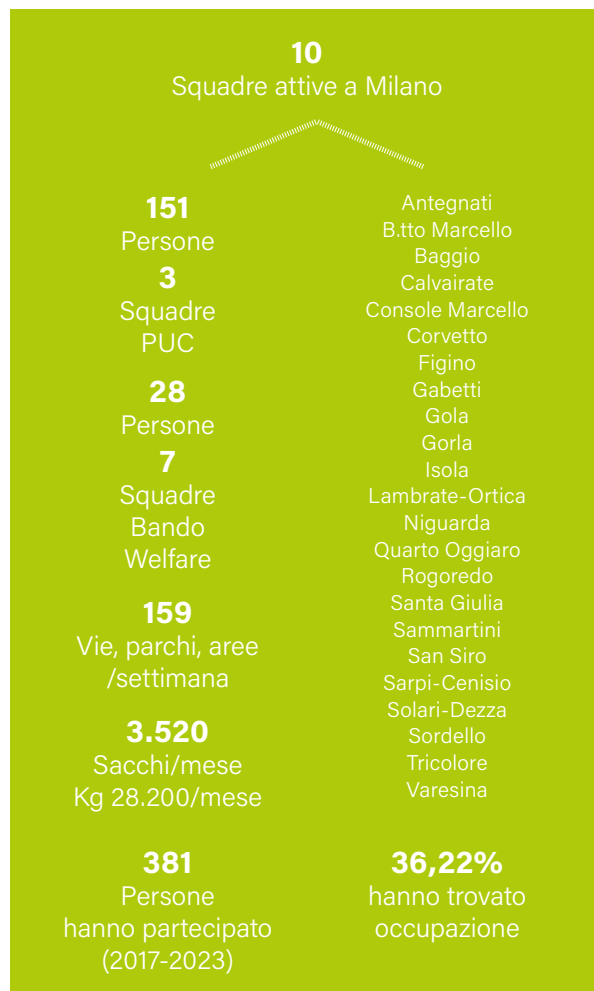 10
Squadre attive a Milano
151
Persone
3
Squadre
PUC
28
Persone
7
Squadre
Bando
Welfare
159
Vie, parchi, aree
/settimana
3.520
Sacchi/mese
Kg 28.200/mese
Antegnati
B.tto Marcello
Baggio
Calvairate
Console Marcello
Corvetto
Figino
Gabetti
Gola
Gorla
Isola
Lambrate-Ortica
Niguarda
Quarto Oggiaro
Rogoredo
Santa Giulia
Sammartini
San Siro
Sarpi-Cenisio
Solari-Dezza
Sordello
Tricolore
Varesina
381
Persone
hanno partecipato
(2017-2023)
36,22%
hanno trovato
occupazione